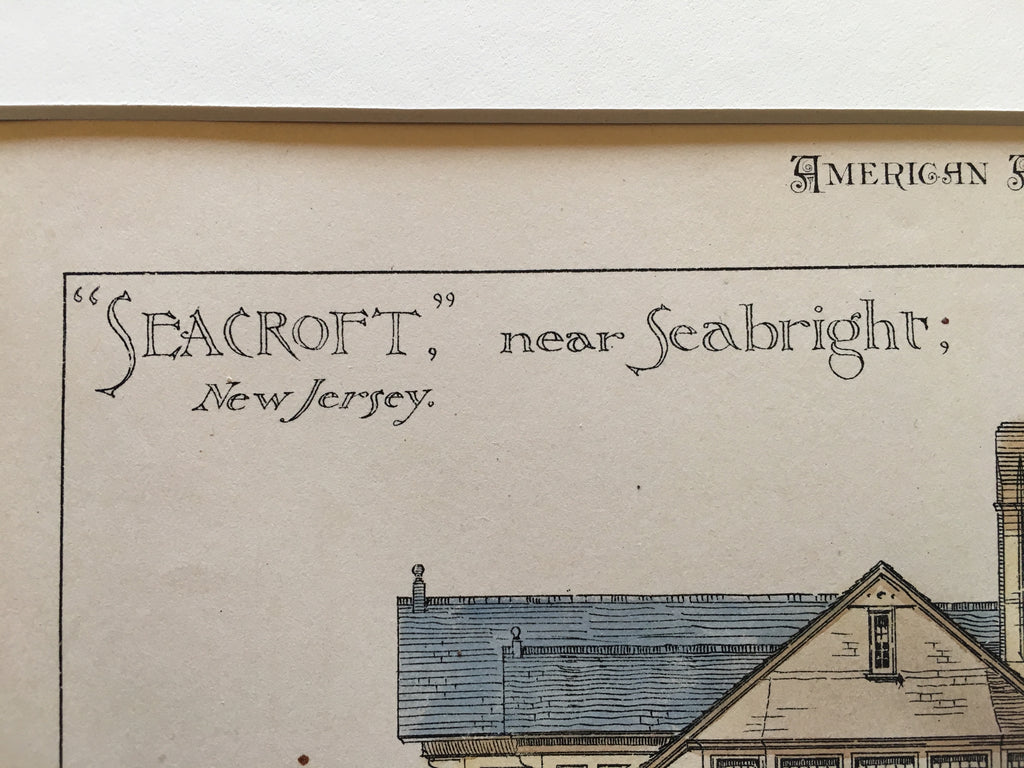 AMERICAN
“SEACROFT,” near Seabright;
New Jersey.